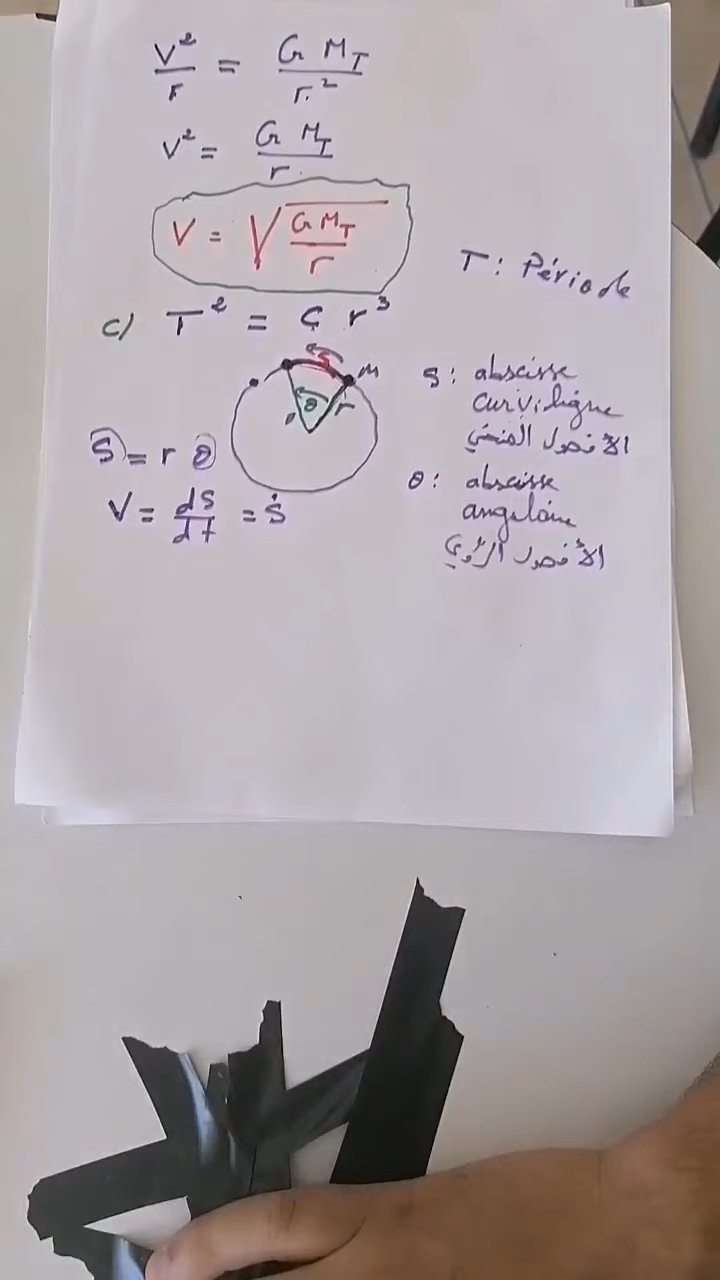 V²/r = G M_T / r²
V² = G M_T / r
V = √(G M_T / r)
T : Période
c) T² = C r³
S
M
θ
r
S : abscisse
curviligne
الأفصول المنحني
S = r θ
θ : abscisse
angulaire
الأفصول الزاوي
V = dS/dt = Ṡ